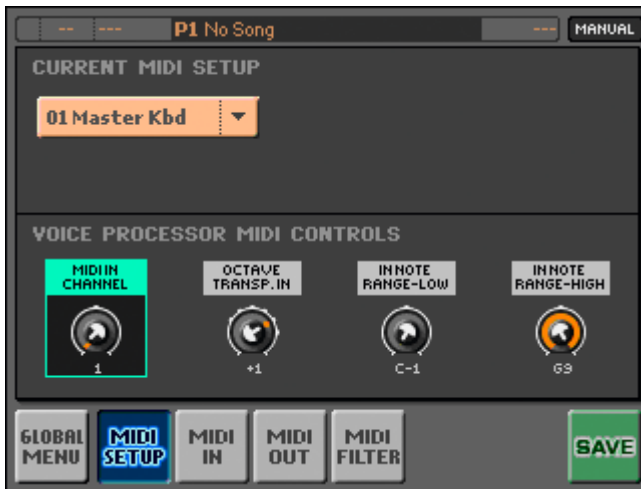 -- --- P1 No Song --- MANUAL
CURRENT MIDI SETUP
01 Master Kbd
VOICE PROCESSOR MIDI CONTROLS
MIDI IN
CHANNEL
1
OCTAVE
TRANSP. IN
+1
IN NOTE
RANGE-LOW
C-1
IN NOTE
RANGE-HIGH
G9
GLOBAL
MENU
MIDI
SETUP
MIDI
IN
MIDI
OUT
MIDI
FILTER
SAVE